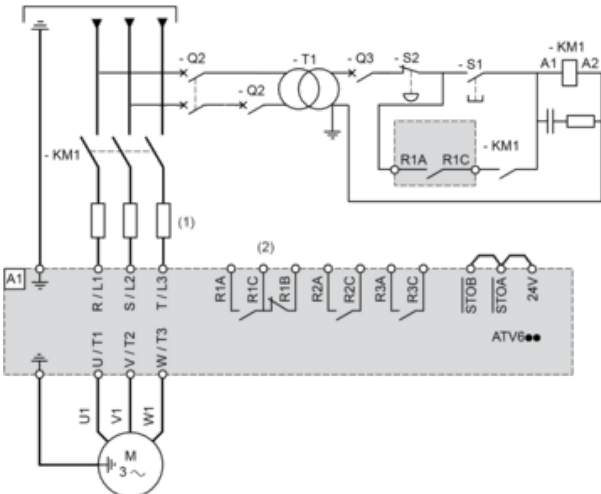 - Q2
- T1
- Q3
- S2
- S1
- KM1
A1
A2
- Q2
- KM1
R1A
R1C
- KM1
(1)
(2)
A1
R / L1
S / L2
T / L3
R1A
R1C
R1B
R2A
R2C
R3A
R3C
STOB
STOA
24V
U / T1
V / T2
W / T3
ATV6●●
U1
V1
W1
M
3 ~